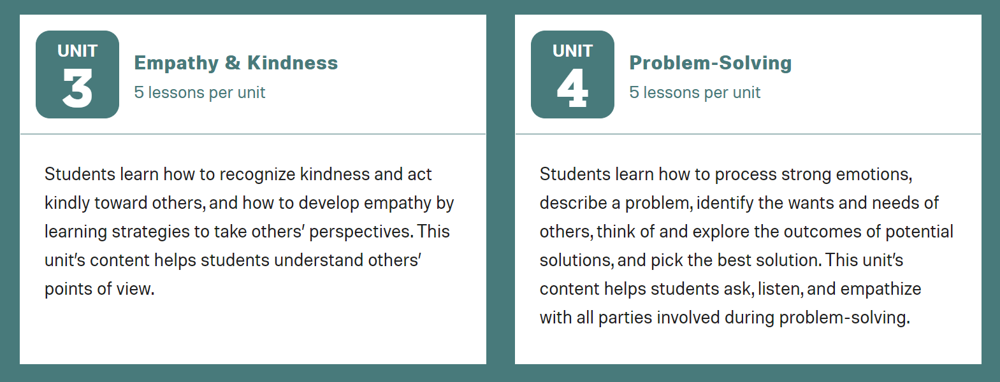 UNIT
3
Empathy & Kindness
5 lessons per unit
Students learn how to recognize kindness and act
kindly toward others, and how to develop empathy by
learning strategies to take others’ perspectives. This
unit’s content helps students understand others’
points of view.
UNIT
4
Problem-Solving
5 lessons per unit
Students learn how to process strong emotions,
describe a problem, identify the wants and needs of
others, think of and explore the outcomes of potential
solutions, and pick the best solution. This unit’s
content helps students ask, listen, and empathize
with all parties involved during problem-solving.